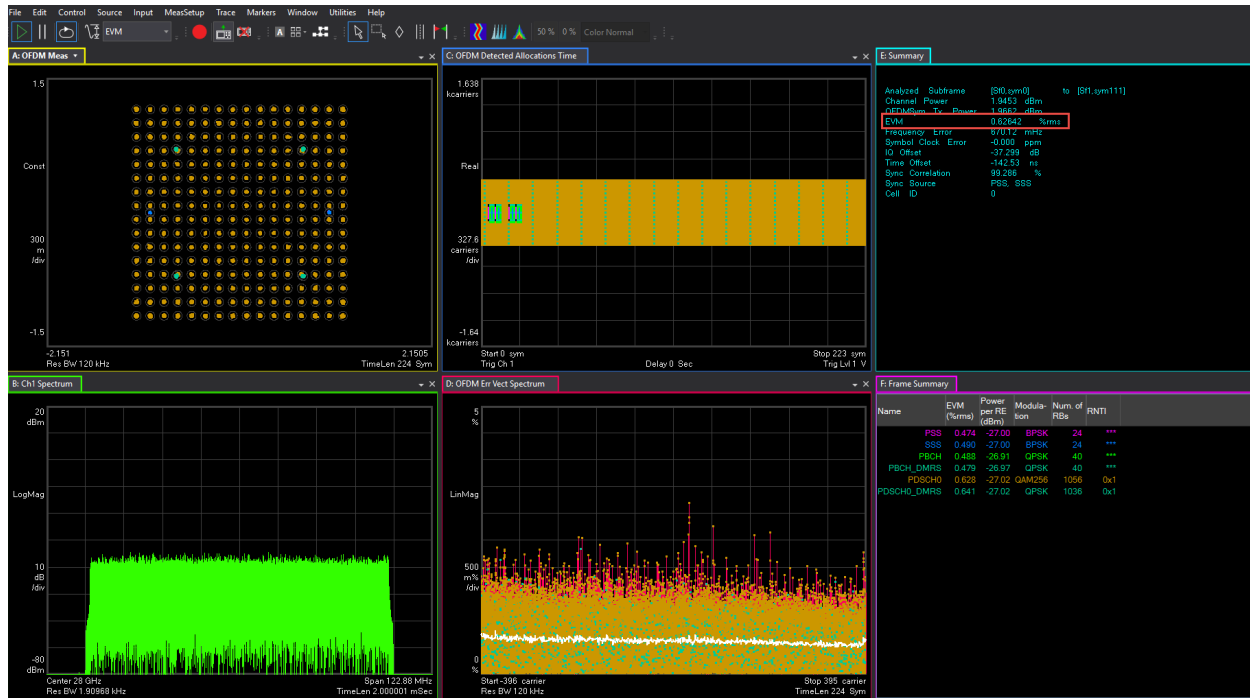 File Edit Control Source Input MeasSetup Trace Markers Window Utilities Help
EVM A 50 % 0 % Color Normal
A: OFDM Meas
1.5
Const
300
m
/div
-1.5
-2.151 2.1505
Res BW 120 kHz TimeLen 224 Sym
C: OFDM Detected Allocations Time
1.638
kcarriers
Real
327.6
carriers
/div
-1.64
kcarriers
Start 0 sym Stop 223 sym
Trig Ch 1 Delay 0 Sec Trig Lvl 1 V
E: Summary
Analyzed Subframe [Sf0,sym0] to [Sf1,sym111]
Channel Power 1.9453 dBm
OFDMSym Tx Power 1.9662 dBm
EVM 0.62642 %rms
Frequency Error 670.12 mHz
Symbol Clock Error -0.000 ppm
IQ Offset -37.299 dB
Time Offset -142.53 ns
Sync Correlation 99.286 %
Sync Source PSS, SSS
Cell ID 0
B: Ch1 Spectrum
20
dBm
LogMag
10
dB
/div
-80
dBm
Center 28 GHz Span 122.88 MHz
Res BW 1.90968 kHz TimeLen 2.000001 mSec
D: OFDM Err Vect Spectrum
5
%
LinMag
500
m%
/div
0
%
Start -396 carrier Stop 395 carrier
Res BW 120 kHz TimeLen 224 Sym
F: Frame Summary
Name EVM (%rms) Power per RE (dBm) Modula- tion Num. of RBs RNTI
PSS 0.474 -27.00 BPSK 24 ***
SSS 0.490 -27.00 BPSK 24 ***
PBCH 0.488 -26.91 QPSK 40 ***
PBCH_DMRS 0.479 -26.97 QPSK 40 ***
PDSCH0 0.628 -27.02 QAM256 1056 0x1
PDSCH0_DMRS 0.641 -27.02 QPSK 1036 0x1